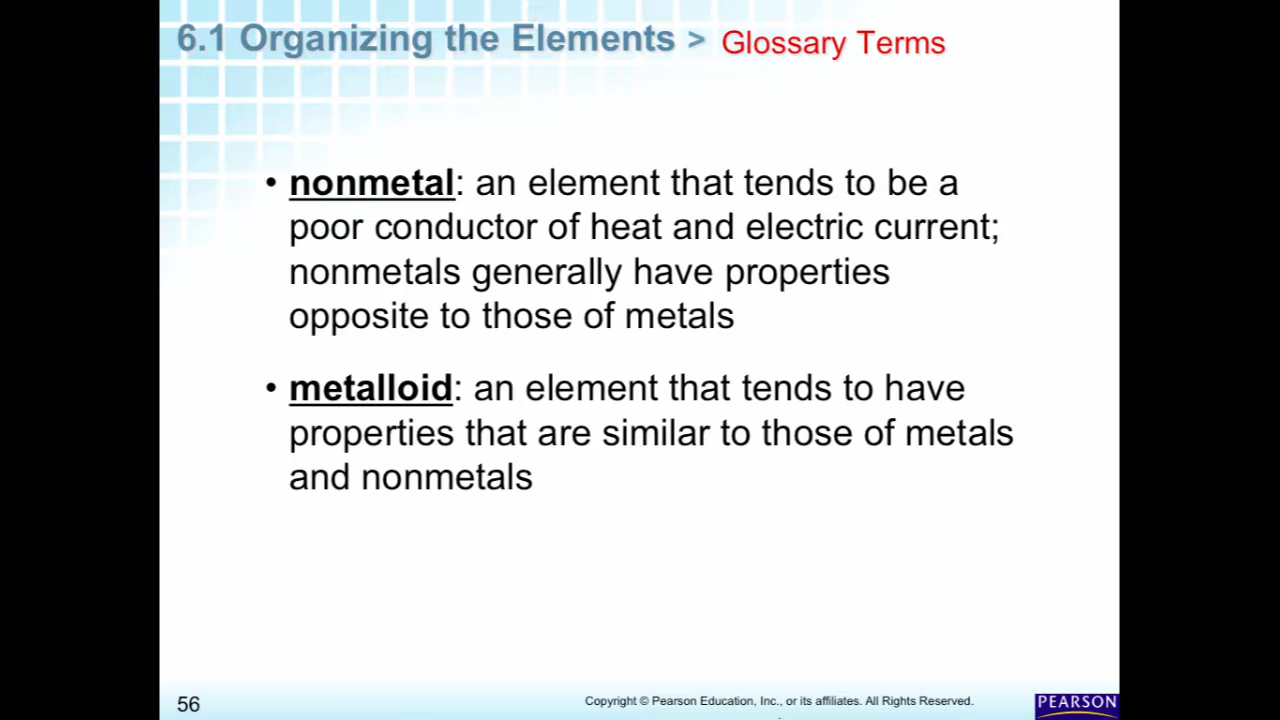 6.1 Organizing the Elements > Glossary Terms
• nonmetal: an element that tends to be a
poor conductor of heat and electric current;
nonmetals generally have properties
opposite to those of metals
• metalloid: an element that tends to have
properties that are similar to those of metals
and nonmetals
56
Copyright © Pearson Education, Inc., or its affiliates. All Rights Reserved.
PEARSON